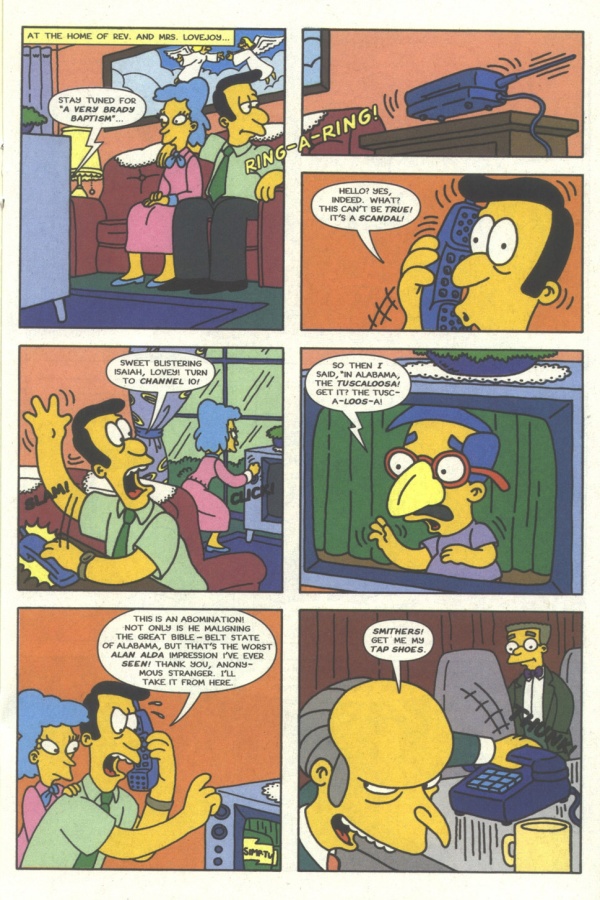 AT THE HOME OF REV. AND MRS. LOVEJOY...
STAY TUNED FOR
"A VERY BRADY
BAPTISM"...
RING-A-RING!
HELLO? YES,
INDEED. WHAT?
THIS CAN'T BE TRUE!
IT'S A SCANDAL!
SWEET BLISTERING
ISAIAH, LOVEY! TURN
TO CHANNEL 10!
SLAM!
CLICK!
SO THEN I
SAID, "IN ALABAMA,
THE TUSCALOOSA!
GET IT? THE TUSC-
A-LOOS-A!
THIS IS AN ABOMINATION!
NOT ONLY IS HE MALIGNING
THE GREAT BIBLE-BELT STATE
OF ALABAMA, BUT THAT'S THE WORST
ALAN ALDA IMPRESSION I'VE EVER
SEEN! THANK YOU, ANONY-
MOUS STRANGER. I'LL
TAKE IT FROM HERE.
SMITHERS!
GET ME MY
TAP SHOES.